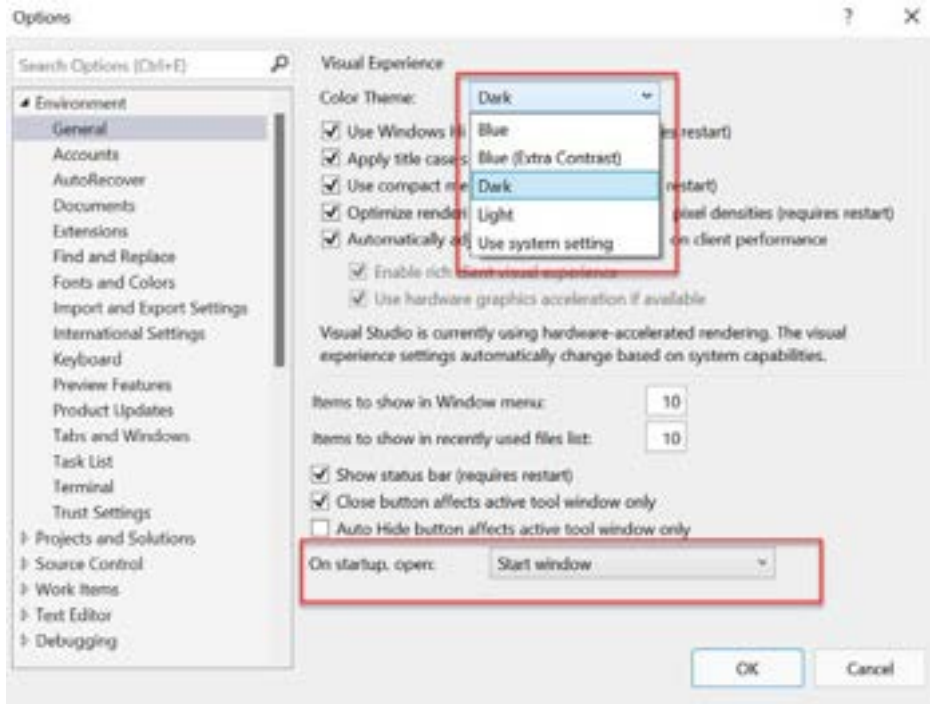 Options
?
Search Options (Ctrl+E)
Environment
General
Accounts
AutoRecover
Documents
Extensions
Find and Replace
Fonts and Colors
Import and Export Settings
International Settings
Keyboard
Preview Features
Product Updates
Tabs and Windows
Task List
Terminal
Trust Settings
Projects and Solutions
Source Control
Work Items
Text Editor
Debugging
Visual Experience
Color Theme: Dark
Blue
Blue (Extra Contrast)
Dark
Light
Use system setting
Use Windows restart)
Apply title case
Use compact restart)
Optimize pixel densities (requires restart)
Automatically on client performance
Enable rich client visual experience
Use hardware graphics acceleration if available
Visual Studio is currently using hardware-accelerated rendering. The visual
experience settings automatically change based on system capabilities.
Items to show in Window menu: 10
Items to show in recently used files list: 10
Show status bar (requires restart)
Close button affects active tool window only
Auto Hide button affects active tool window only
On startup, open: Start window
OK Cancel